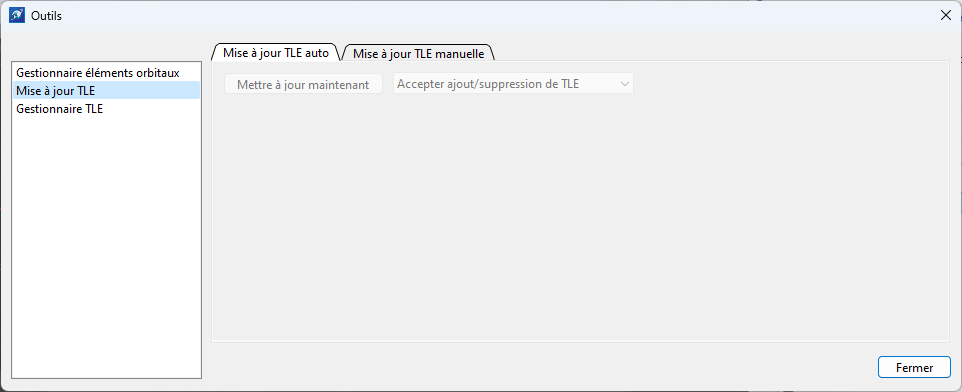 Outils
Mise à jour TLE auto
Mise à jour TLE manuelle
Gestionnaire éléments orbitaux
Mise à jour TLE
Gestionnaire TLE
Mettre à jour maintenant
Accepter ajout/suppression de TLE
Fermer